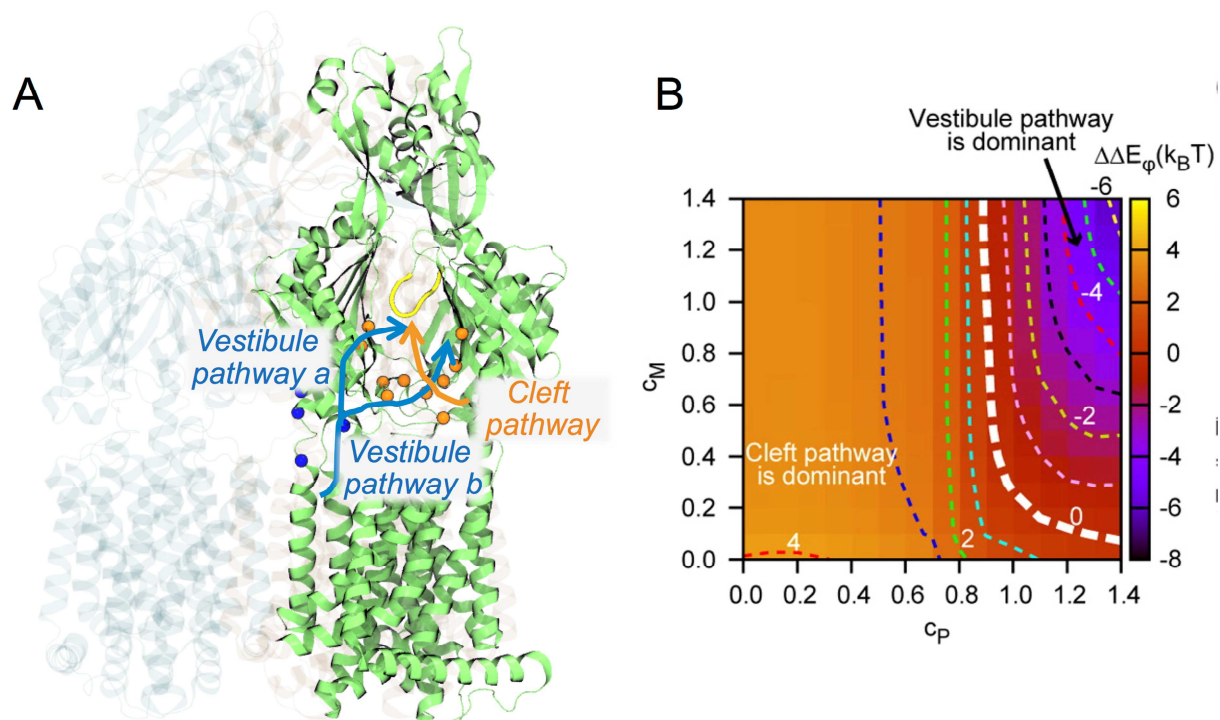 A
Vestibule
pathway a
Cleft
pathway
Vestibule
pathway b
B
Vestibule pathway
is dominant
ΔΔEφ(kBT)
-6
-4
-2
0
2
4
Cleft pathway
is dominant
1.4
1.2
1.0
0.8
0.6
0.4
0.2
0.0
cM
0.0 0.2 0.4 0.6 0.8 1.0 1.2 1.4
cP
6
4
2
0
-2
-4
-6
-8